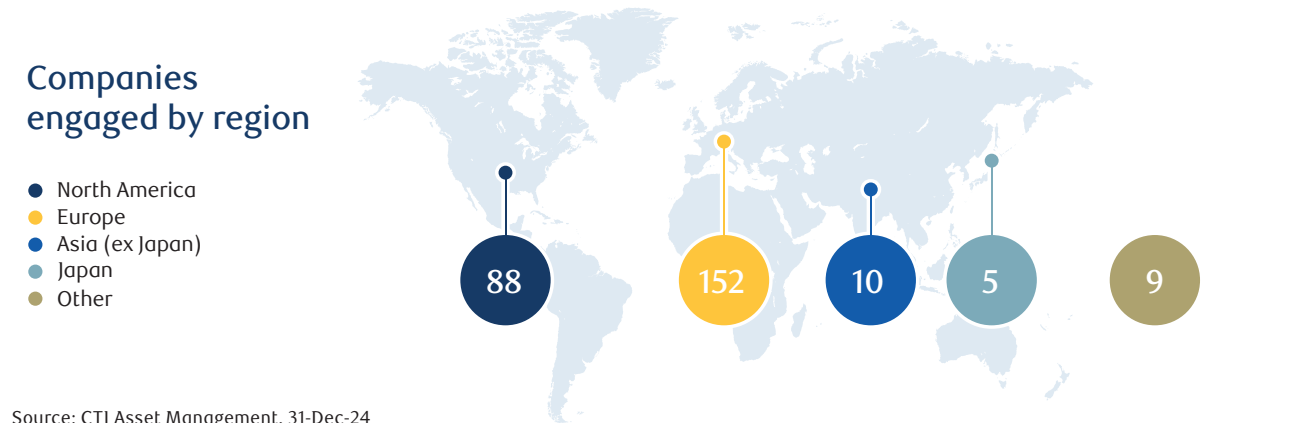 Companies
engaged by region
North America
Europe
Asia (ex Japan)
Japan
Other
88
152
10
5
9
Source: CTI Asset Management, 31-Dec-24